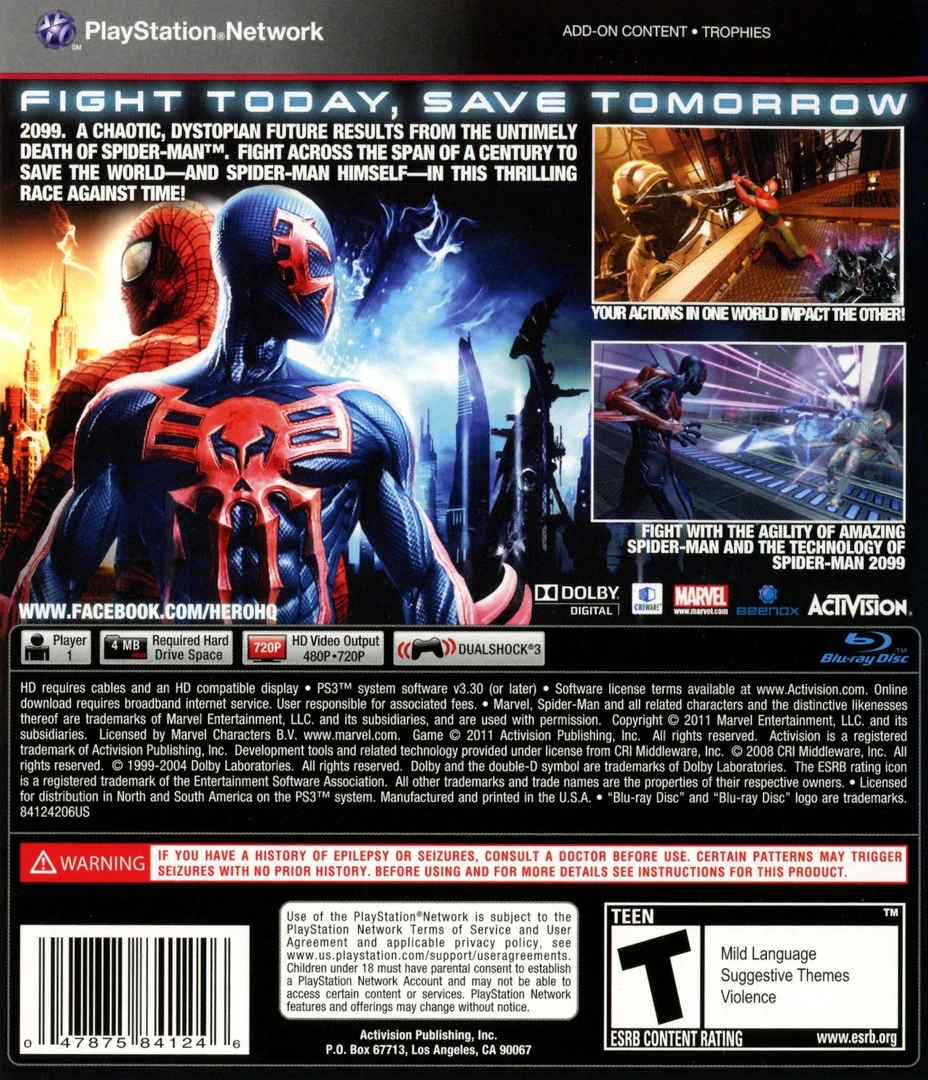 PlayStation®Network
SM
ADD-ON CONTENT • TROPHIES
FIGHT TODAY, SAVE TOMORROW
2099. A CHAOTIC, DYSTOPIAN FUTURE RESULTS FROM THE UNTIMELY
DEATH OF SPIDER-MAN™. FIGHT ACROSS THE SPAN OF A CENTURY TO
SAVE THE WORLD—AND SPIDER-MAN HIMSELF—IN THIS THRILLING
RACE AGAINST TIME!
YOUR ACTIONS IN ONE WORLD IMPACT THE OTHER!
FIGHT WITH THE AGILITY OF AMAZING
SPIDER-MAN AND THE TECHNOLOGY OF
SPIDER-MAN 2099
WWW.FACEBOOK.COM/HEROHQ
DOLBY
DIGITAL
CRIWARE™
MARVEL
www.marvel.com
BEENOX
ACTIVISION®
Player
1
4 MB
HDD
Required Hard
Drive Space
720P
HD Video Output
480P•720P
DUALSHOCK®3
Blu-ray Disc™
HD requires cables and an HD compatible display • PS3™ system software v3.30 (or later) • Software license terms available at www.Activision.com. Online
download requires broadband internet service. User responsible for associated fees. • Marvel, Spider-Man and all related characters and the distinctive likenesses
thereof are trademarks of Marvel Entertainment, LLC. and its subsidiaries, and are used with permission. Copyright © 2011 Marvel Entertainment, LLC. and its
subsidiaries. Licensed by Marvel Characters B.V. www.marvel.com. Game © 2011 Activision Publishing, Inc. All rights reserved. Activision is a registered
trademark of Activision Publishing, Inc. Development tools and related technology provided under license from CRI Middleware, Inc. © 2008 CRI Middleware, Inc. All
rights reserved. © 1999-2004 Dolby Laboratories. All rights reserved. Dolby and the double-D symbol are trademarks of Dolby Laboratories. The ESRB rating icon
is a registered trademark of the Entertainment Software Association. All other trademarks and trade names are the properties of their respective owners. • Licensed
for distribution in North and South America on the PS3™ system. Manufactured and printed in the U.S.A. • “Blu-ray Disc” and “Blu-ray Disc” logo are trademarks.
84124206US
WARNING
IF YOU HAVE A HISTORY OF EPILEPSY OR SEIZURES, CONSULT A DOCTOR BEFORE USE. CERTAIN PATTERNS MAY TRIGGER
SEIZURES WITH NO PRIOR HISTORY. BEFORE USING AND FOR MORE DETAILS SEE INSTRUCTIONS FOR THIS PRODUCT.
0 47875 84124 6
Use of the PlayStation®Network is subject to the
PlayStation Network Terms of Service and User
Agreement and applicable privacy policy, see
www.us.playstation.com/support/useragreements.
Children under 18 must have parental consent to establish
a PlayStation Network Account and may not be able to
access certain content or services. PlayStation Network
features and offerings may change without notice.
Activision Publishing, Inc.
P.O. Box 67713, Los Angeles, CA 90067
TEEN
TM
T
Mild Language
Suggestive Themes
Violence
ESRB CONTENT RATING
www.esrb.org